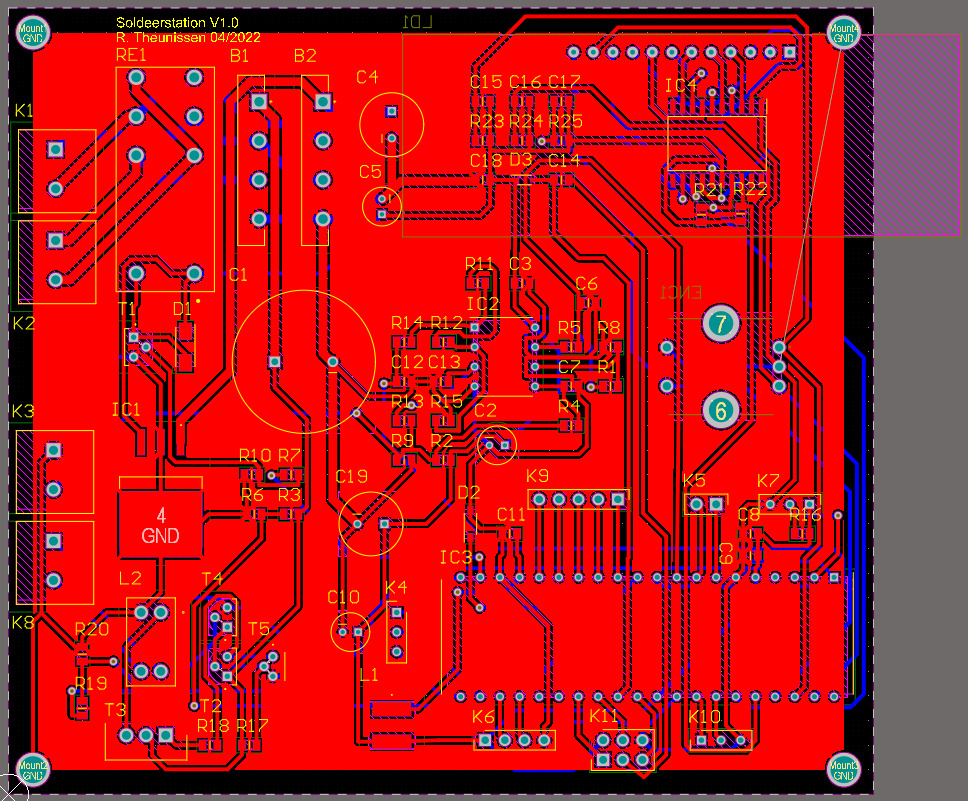 Soldeerstation V1.0
R. Theunissen 04/2022
LD1
Mount1
GND
Mount4
GND
RE1
B1
B2
C4
IC4
C15 C16 C17
K1
R23 R24 R25
C18 D3 C14
C5
R21 R22
C1
R11 C3
ENC1
C6
IC2
T1
D1
K2
R14 R12
R5 R8
7
C12 C13
C7 R1
R13 R15
R4
6
K3
IC1
C2
R9 R2
R10 R7
C19
K9
K5
K7
R6 R3
D2
4
GND
C11
C8
R16
C9
IC3
L2
T4
K4
C10
K8
R20
T5
L1
R19
T3
T2
R18 R17
K6
K11
K10
Mount2
GND
Mount3
GND